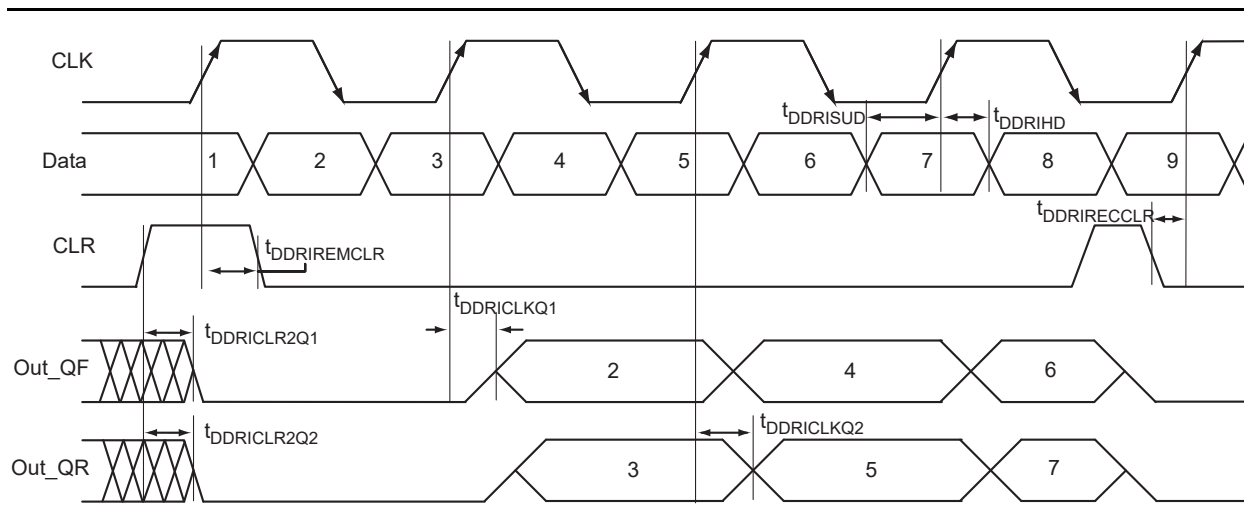 CLK
tDDRISUD
tDDRIHD
Data
1 2 3 4 5 6 7 8 9
tDDRIRECCLR
CLR
tDDRIREMCLR
tDDRICLKQ1
tDDRICLR2Q1
Out_QF
2 4 6
tDDRICLR2Q2
tDDRICLKQ2
Out_QR
3 5 7